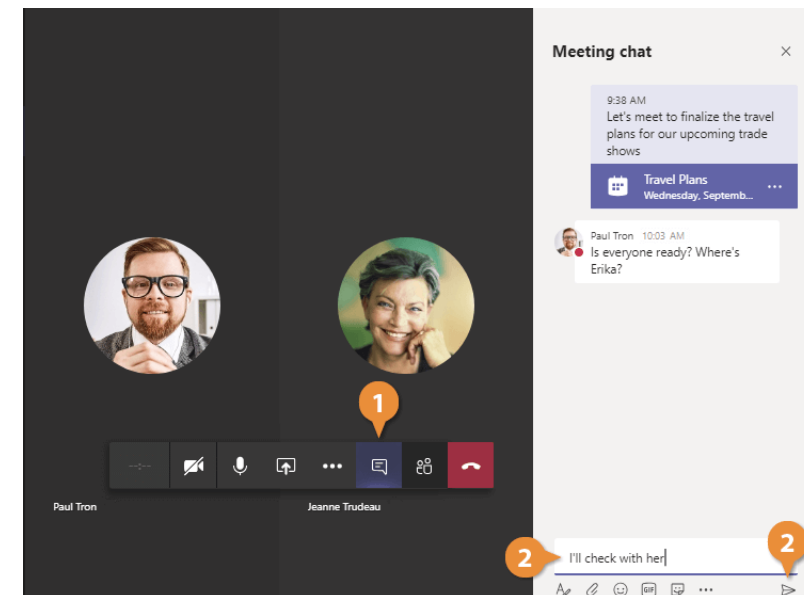 Meeting chat
9:38 AM
Let's meet to finalize the travel
plans for our upcoming trade
shows
Travel Plans
Wednesday, Septemb...
Paul Tron 10:03 AM
Is everyone ready? Where's
Erika?
1
--:--
Paul Tron
Jeanne Trudeau
2
I'll check with her
2
GIF